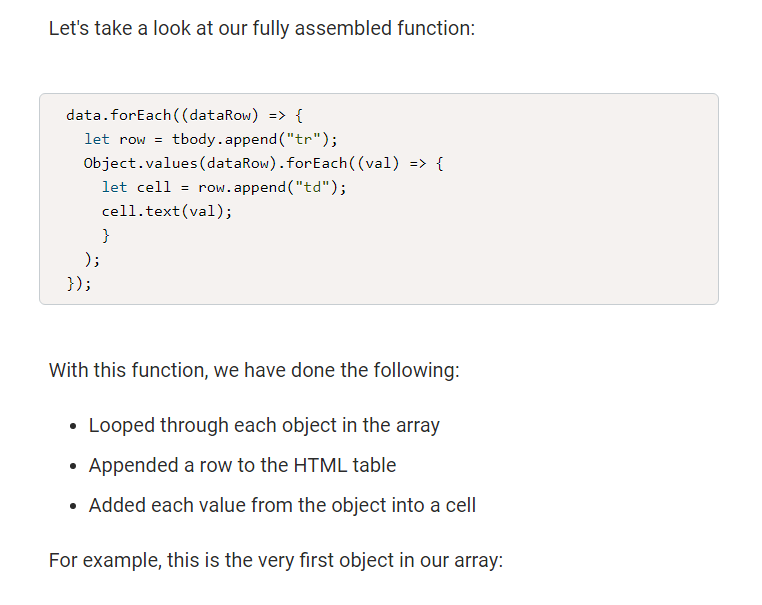 Let's take a look at our fully assembled function:
data.forEach((dataRow) => {
let row = tbody.append("tr");
Object.values(dataRow).forEach((val) => {
let cell = row.append("td");
cell.text(val);
}
);
});
With this function, we have done the following:
• Looped through each object in the array
• Appended a row to the HTML table
• Added each value from the object into a cell
For example, this is the very first object in our array: